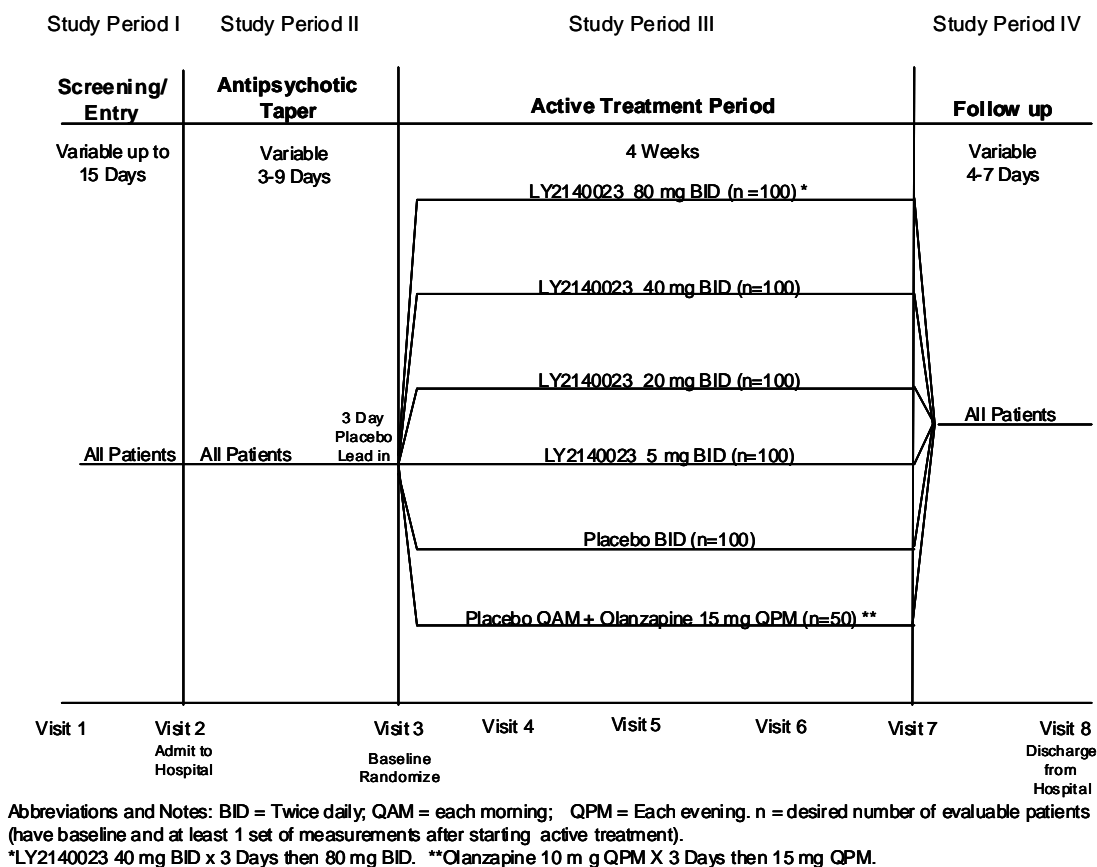 Study Period I Study Period II Study Period III Study Period IV
Screening/
Entry
Antipsychotic
Taper
Active Treatment Period
Follow up
Variable up to
15 Days
Variable
3-9 Days
4 Weeks
Variable
4-7 Days
LY2140023 80 mg BID (n=100) *
LY2140023 40 mg BID (n=100)
LY2140023 20 mg BID (n=100)
3 Day
Placebo
Lead in
All Patients
All Patients All Patients
LY2140023 5 mg BID (n=100)
Placebo BID (n=100)
Placebo QAM + Olanzapine 15 mg QPM (n=50) **
Visit 1 Visit 2 Visit 3 Visit 4 Visit 5 Visit 6 Visit 7 Visit 8
Admit to
Hospital
Baseline
Randomize
Discharge
from
Hospital
Abbreviations and Notes: BID = Twice daily; QAM = each morning; QPM = Each evening. n = desired number of evaluable patients
(have baseline and at least 1 set of measurements after starting active treatment).
*LY2140023 40 mg BID x 3 Days then 80 mg BID. **Olanzapine 10 m g QPM X 3 Days then 15 mg QPM.